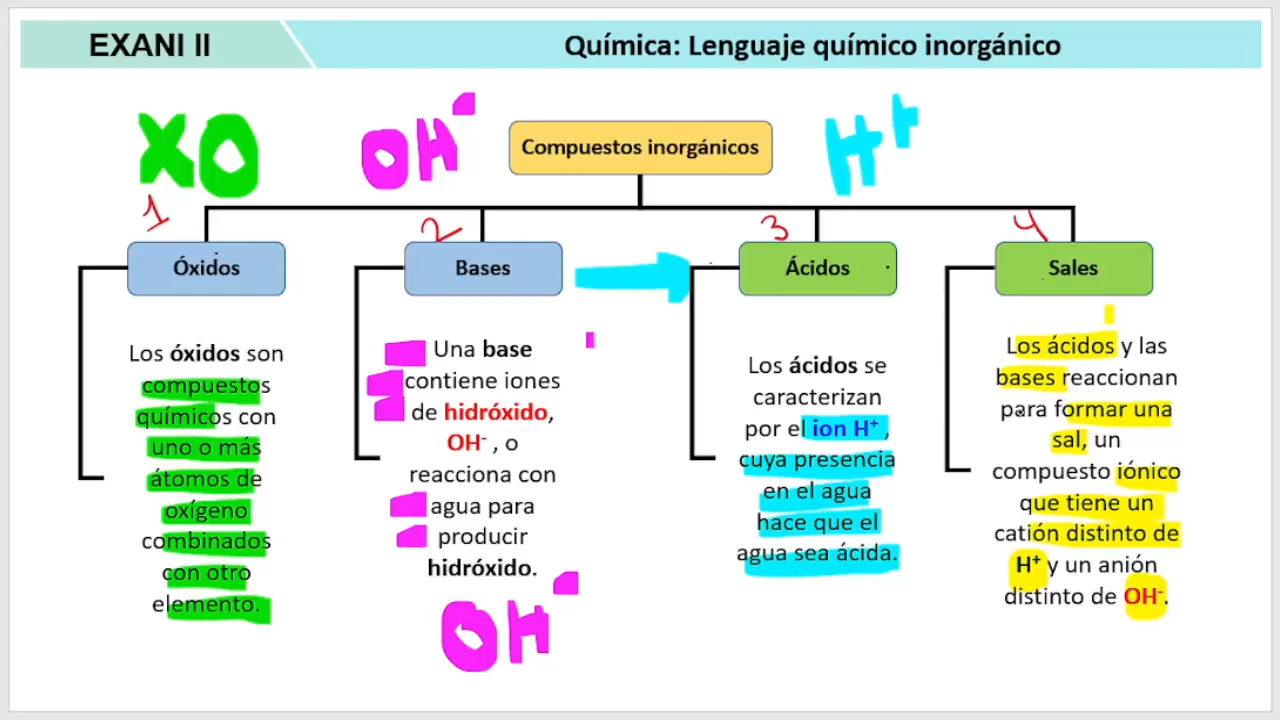 EXANI II
Química: Lenguaje químico inorgánico
XO
OH-
H+
Compuestos inorgánicos
1
2
3
4
Óxidos
Bases
Ácidos
Sales
Los óxidos son
compuestos
químicos con
uno o más
átomos de
oxígeno
combinados
con otro
elemento.
Una base
contiene iones
de hidróxido,
OH⁻ , o
reacciona con
agua para
producir
hidróxido.
OH-
Los ácidos se
caracterizan
por el ion H⁺ ,
cuya presencia
en el agua
hace que el
agua sea ácida.
Los ácidos y las
bases reaccionan
para formar una
sal, un
compuesto iónico
que tiene un
catión distinto de
H⁺ y un anión
distinto de OH⁻.